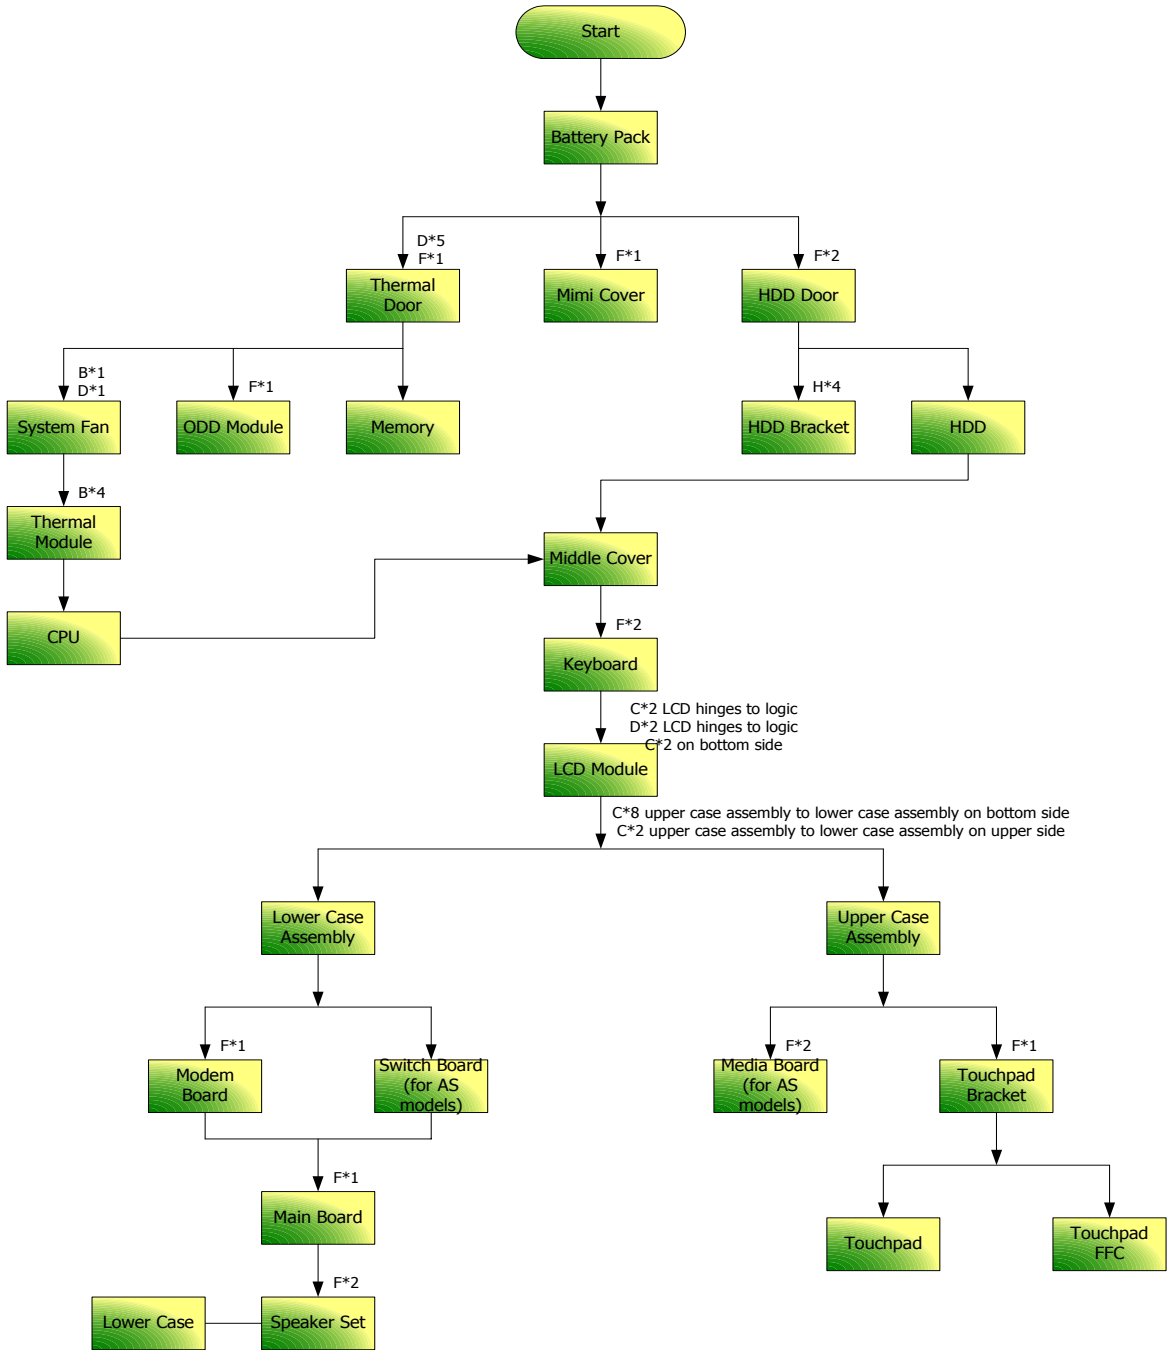 Start
Battery Pack
D*5
F*1
F*1
F*2
Thermal
Door
Mimi Cover
HDD Door
B*1
D*1
F*1
H*4
System Fan
ODD Module
Memory
HDD Bracket
HDD
B*4
Thermal
Module
Middle Cover
CPU
F*2
Keyboard
C*2 LCD hinges to logic
D*2 LCD hinges to logic
C*2 on bottom side
LCD Module
C*8 upper case assembly to lower case assembly on bottom side
C*2 upper case assembly to lower case assembly on upper side
Lower Case
Assembly
Upper Case
Assembly
F*1
F*2
F*1
Modem
Board
Switch Board
(for AS
models)
Media Board
(for AS
models)
Touchpad
Bracket
F*1
Main Board
Touchpad
Touchpad
FFC
F*2
Lower Case
Speaker Set